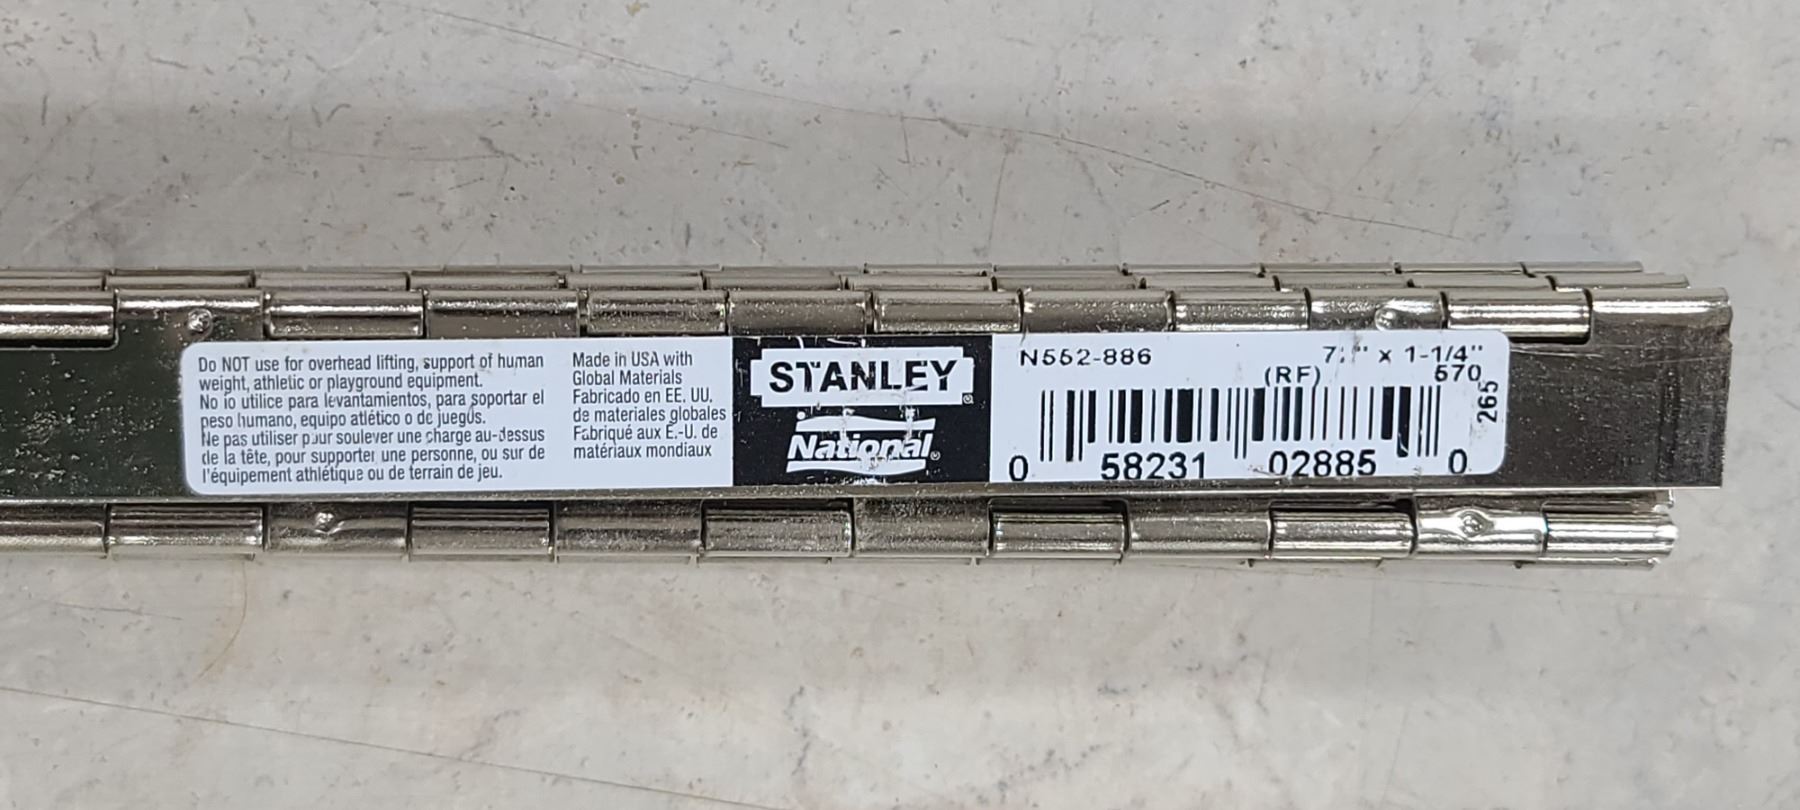 Do NOT use for overhead lifting, support of human
weight, athletic or playground equipment.
No lo utilice para levantamientos, para soportar el
peso humano, equipo atlético o de juegos.
Ne pas utiliser pour soulever une charge au-dessus
de la tête, pour supporter une personne, ou sur de
l'équipement athlétique ou de terrain de jeu.
Made in USA with
Global Materials
Fabricado en EE. UU.
de materiales globales
Fabriqué aux É.-U. de
matériaux mondiaux
STANLEY®
National®
N552-886
x 1-1/4"
(RF) 570
265
0 58231 02885 0